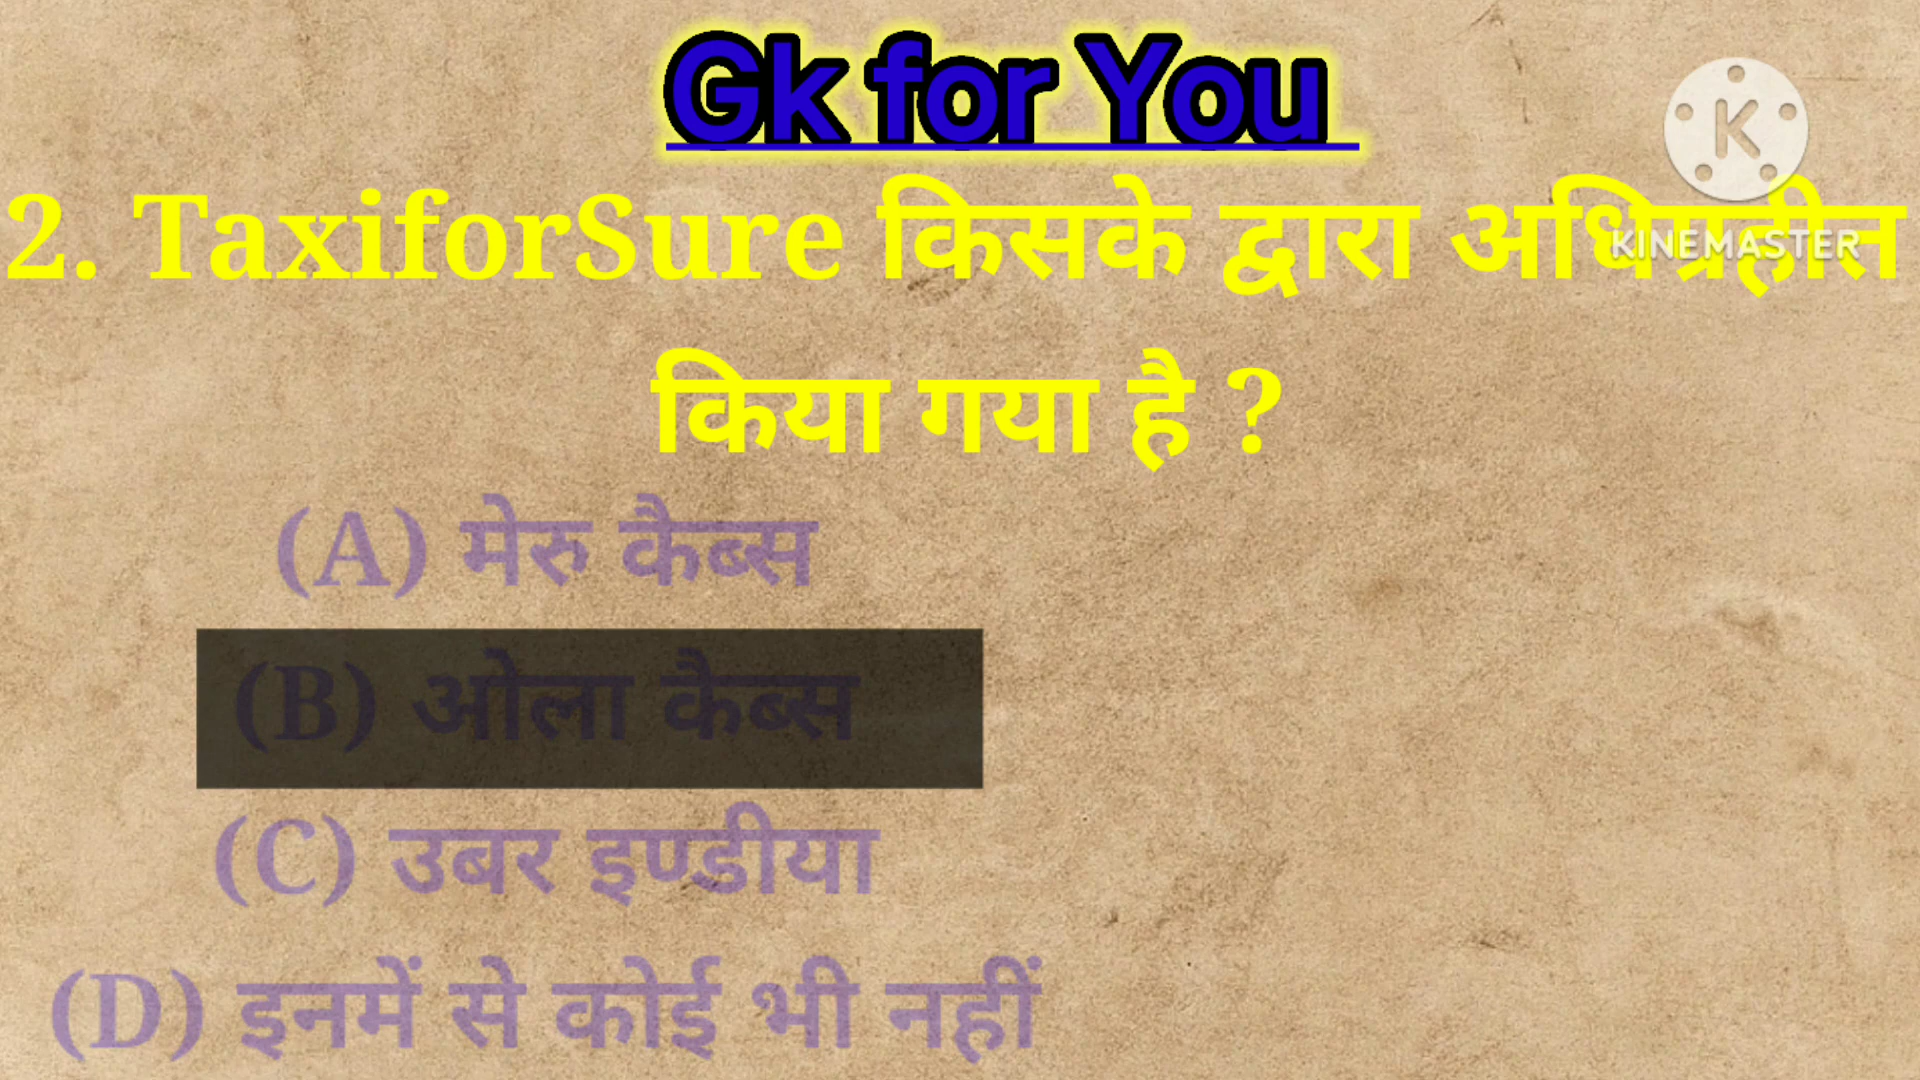 Gk for You
K
KINEMASTER
2. TaxiforSure किसके द्वारा अधिग्रहीत
किया गया है ?
(A) मेरु कैब्स
(B) ओला कैब्स
(C) उबर इण्डीया
(D) इनमें से कोई भी नहीं